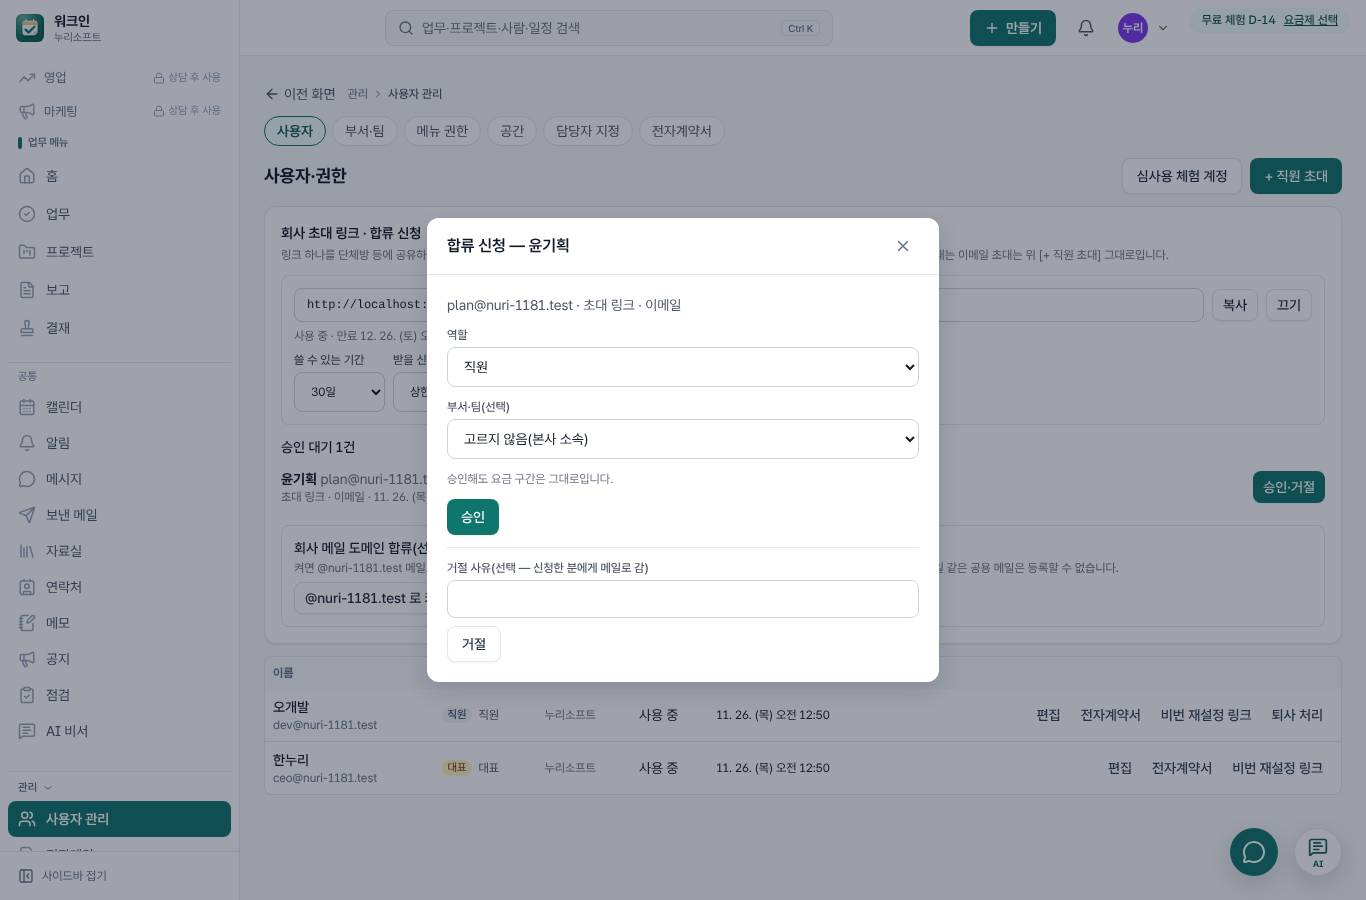 워크인
누리소프트
업무·프로젝트·사람·일정 검색
Ctrl K
+ 만들기
누리
무료 체험 D-14 요금제 선택
영업
상담 후 사용
마케팅
상담 후 사용
업무 메뉴
홈
업무
프로젝트
보고
결재
공통
캘린더
알림
메시지
보낸 메일
자료실
연락처
메모
공지
점검
AI 비서
관리
사용자 관리
사이드바 접기
이전 화면
관리 > 사용자 관리
사용자
부서·팀
메뉴 권한
공간
담당자 지정
전자계약서
사용자·권한
심사용 체험 계정
+ 직원 초대
회사 초대 링크 · 합류 신청
링크 하나를 단체방 등에 공유하
이메일 초대는 위 [+ 직원 초대] 그대로입니다.
http://localhost:
복사
끄기
사용 중 · 만료 12. 26. (토) 오
쓸 수 있는 기간
받을 신
30일
상한
승인 대기 1건
윤기획 plan@nuri-1181.t
초대 링크 · 이메일 · 11. 26. (목
승인·거절
회사 메일 도메인 합류(선
켜면 @nuri-1181.test 메일
같은 공용 메일은 등록할 수 없습니다.
@nuri-1181.test 로
합류 신청 — 윤기획
plan@nuri-1181.test · 초대 링크 · 이메일
역할
직원
부서·팀(선택)
고르지 않음(본사 소속)
승인해도 요금 구간은 그대로입니다.
승인
거절 사유(선택 — 신청한 분에게 메일로 감)
거절
이름
오개발
dev@nuri-1181.test
직원 직원
누리소프트
사용 중
11. 26. (목) 오전 12:50
편집 전자계약서 비번 재설정 링크 퇴사 처리
한누리
ceo@nuri-1181.test
대표 대표
누리소프트
사용 중
11. 26. (목) 오전 12:50
편집 전자계약서 비번 재설정 링크
AI